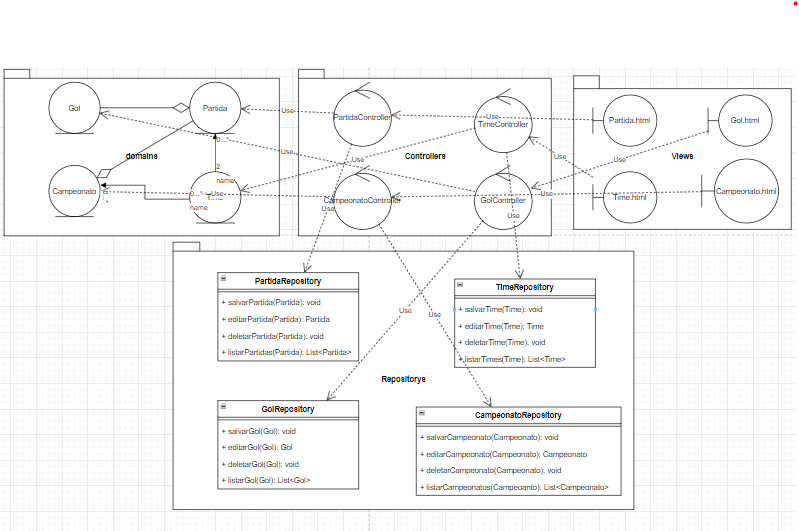 Gol
Partida
domains
0..*
2
name
Campeonato
0..*
Use
name
Use
Use
Use
PartidaController
TimeController
Use
Controllers
CampeonatoController
GolController
Use
Use
Use
Use
Use
Partida.html
Gol.html
Views
Time.html
Campeonato.html
PartidaRepository
+ salvarPartida(Partida): void
+ editarPartida(Partida): Partida
+ deletarPartida(Partida): void
+ listarPartidas(Partida): List<Partida>
TimeRepository
+ salvarTime(Time): void
+ editarTime(Time): Time
+ deletarTime(Time): void
+ listarTimes(Time): List<Time>
Use
Use
Repositorys
GolRepository
+ salvarGol(Gol): void
+ editarGol(Gol): Gol
+ deletarGol(Gol): void
+ listarGol(Gol): List<Gol>
CampeonatoRepository
+ salvarCampeonato(Campeonato): void
+ editarCampeonato(Campeonato): Campeonato
+ deletarCampeonato(Campeonato): void
+ listarCampeonatos(Campeoanto): List<Campeonato>